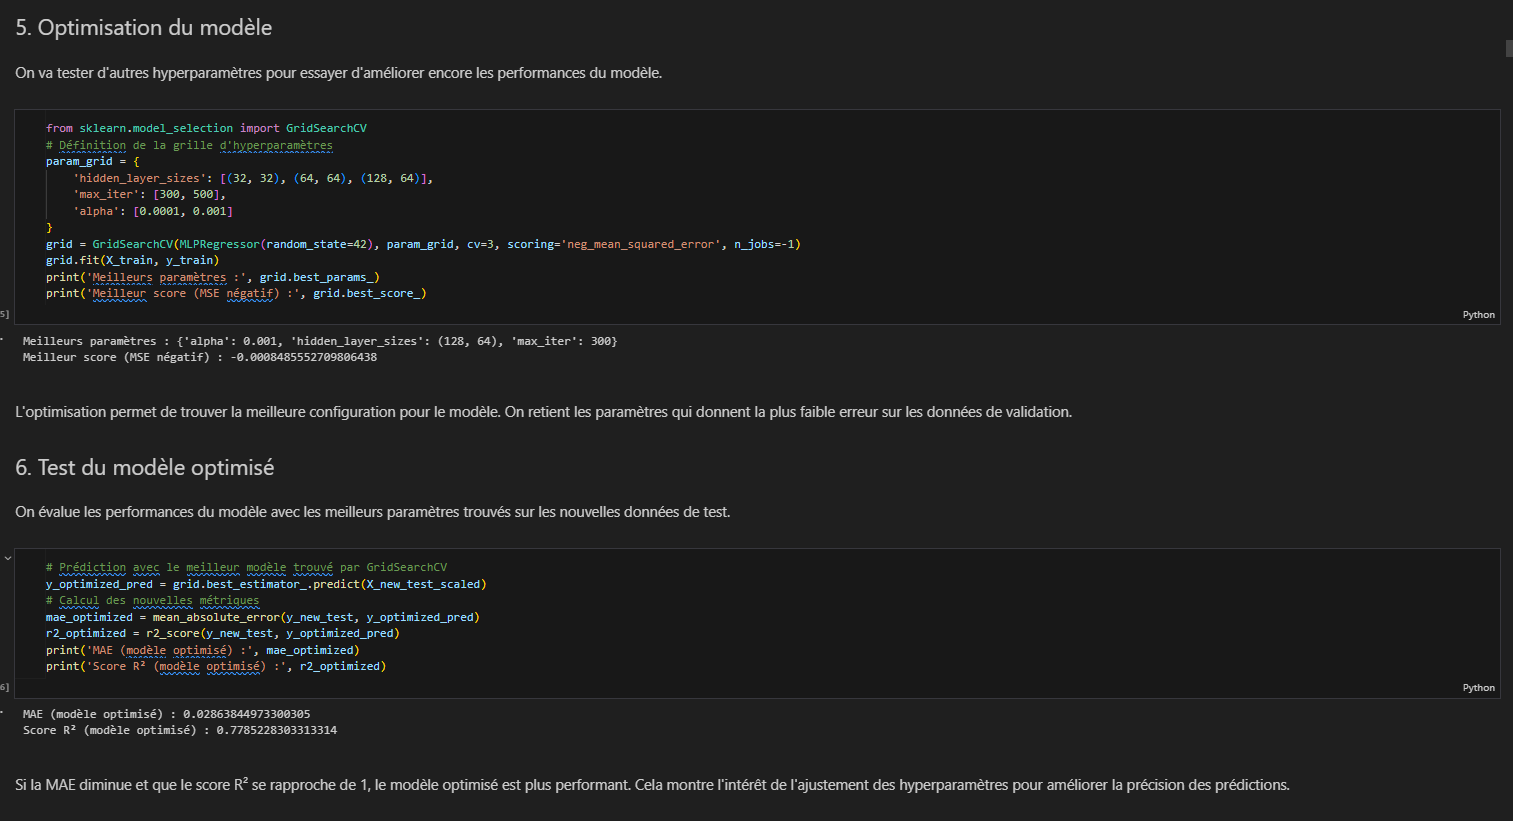 5. Optimisation du modèle
On va tester d'autres hyperparamètres pour essayer d'améliorer encore les performances du modèle.
from sklearn.model_selection import GridSearchCV
# Définition de la grille d'hyperparamètres
param_grid = {
    'hidden_layer_sizes': [(32, 32), (64, 64), (128, 64)],
    'max_iter': [300, 500],
    'alpha': [0.0001, 0.001]
}
grid = GridSearchCV(MLPRegressor(random_state=42), param_grid, cv=3, scoring='neg_mean_squared_error', n_jobs=-1)
grid.fit(X_train, y_train)
print('Meilleurs paramètres :', grid.best_params_)
print('Meilleur score (MSE négatif) :', grid.best_score_)
5]
Python
Meilleurs paramètres : {'alpha': 0.001, 'hidden_layer_sizes': (128, 64), 'max_iter': 300}
Meilleur score (MSE négatif) : -0.0008485552709806438
L'optimisation permet de trouver la meilleure configuration pour le modèle. On retient les paramètres qui donnent la plus faible erreur sur les données de validation.
6. Test du modèle optimisé
On évalue les performances du modèle avec les meilleurs paramètres trouvés sur les nouvelles données de test.
# Prédiction avec le meilleur modèle trouvé par GridSearchCV
y_optimized_pred = grid.best_estimator_.predict(X_new_test_scaled)
# Calcul des nouvelles métriques
mae_optimized = mean_absolute_error(y_new_test, y_optimized_pred)
r2_optimized = r2_score(y_new_test, y_optimized_pred)
print('MAE (modèle optimisé) :', mae_optimized)
print('Score R² (modèle optimisé) :', r2_optimized)
6]
Python
MAE (modèle optimisé) : 0.02863844973300305
Score R² (modèle optimisé) : 0.7785228303313314
Si la MAE diminue et que le score R² se rapproche de 1, le modèle optimisé est plus performant. Cela montre l'intérêt de l'ajustement des hyperparamètres pour améliorer la précision des prédictions.